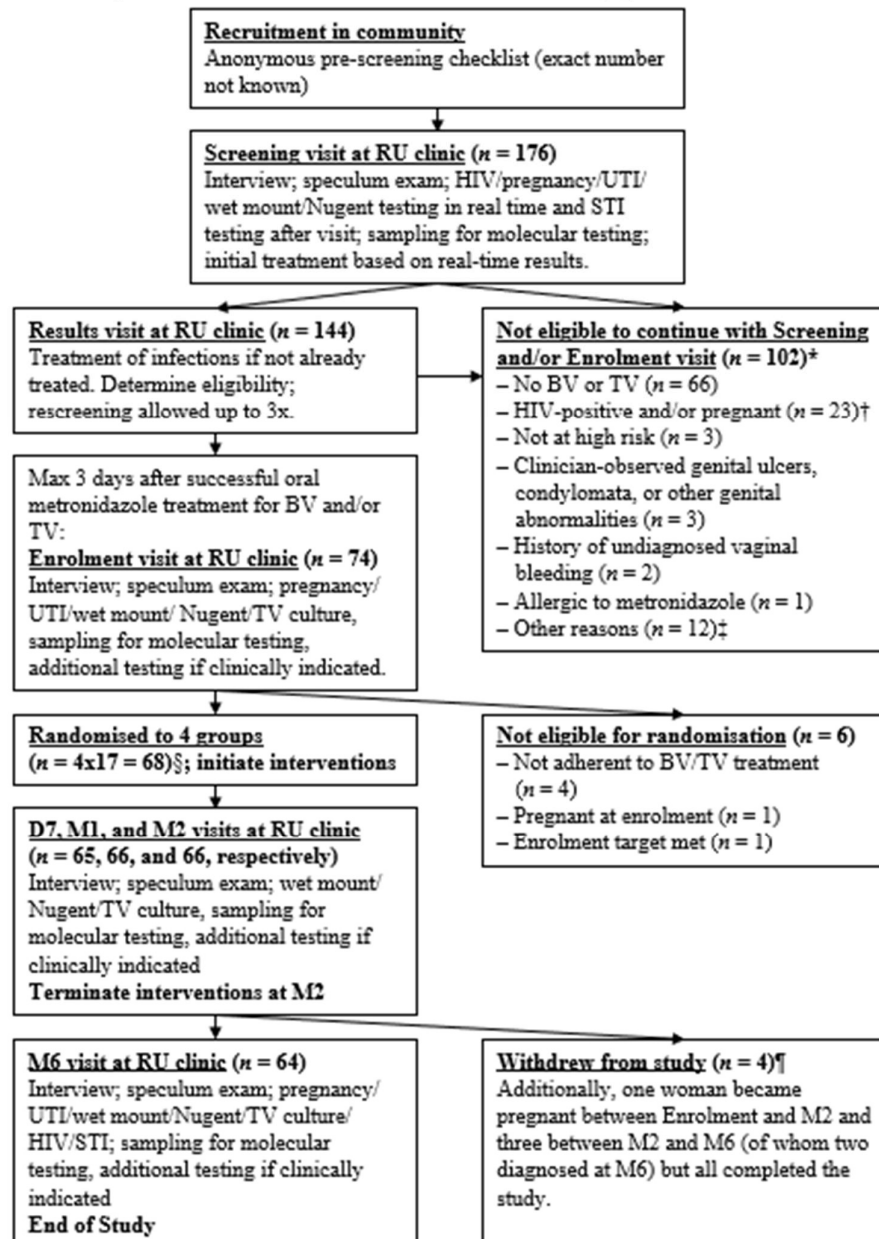 Recruitment in community
Anonymous pre-screening checklist (exact number
not known)
Screening visit at RU clinic (n = 176)
Interview; speculum exam; HIV/pregnancy/UTI/
wet mount/Nugent testing in real time and STI
testing after visit; sampling for molecular testing;
initial treatment based on real-time results.
Results visit at RU clinic (n = 144)
Treatment of infections if not already
treated. Determine eligibility;
rescreening allowed up to 3x.
Not eligible to continue with Screening
and/or Enrolment visit (n = 102)*
– No BV or TV (n = 66)
– HIV-positive and/or pregnant (n = 23)†
– Not at high risk (n = 3)
– Clinician-observed genital ulcers,
condylomata, or other genital
abnormalities (n = 3)
– History of undiagnosed vaginal
bleeding (n = 2)
– Allergic to metronidazole (n = 1)
– Other reasons (n = 12)‡
Max 3 days after successful oral
metronidazole treatment for BV and/or
TV:
Enrolment visit at RU clinic (n = 74)
Interview; speculum exam; pregnancy/
UTI/wet mount/ Nugent/TV culture,
sampling for molecular testing,
additional testing if clinically indicated.
Randomised to 4 groups
(n = 4x17 = 68)§; initiate interventions
Not eligible for randomisation (n = 6)
– Not adherent to BV/TV treatment
(n = 4)
– Pregnant at enrolment (n = 1)
– Enrolment target met (n = 1)
D7, M1, and M2 visits at RU clinic
(n = 65, 66, and 66, respectively)
Interview; speculum exam; wet mount/
Nugent/TV culture, sampling for
molecular testing, additional testing if
clinically indicated
Terminate interventions at M2
M6 visit at RU clinic (n = 64)
Interview; speculum exam; pregnancy/
UTI/wet mount/Nugent/TV culture/
HIV/STI; sampling for molecular
testing, additional testing if clinically
indicated
End of Study
Withdrew from study (n = 4)¶
Additionally, one woman became
pregnant between Enrolment and M2 and
three between M2 and M6 (of whom two
diagnosed at M6) but all completed the
study.